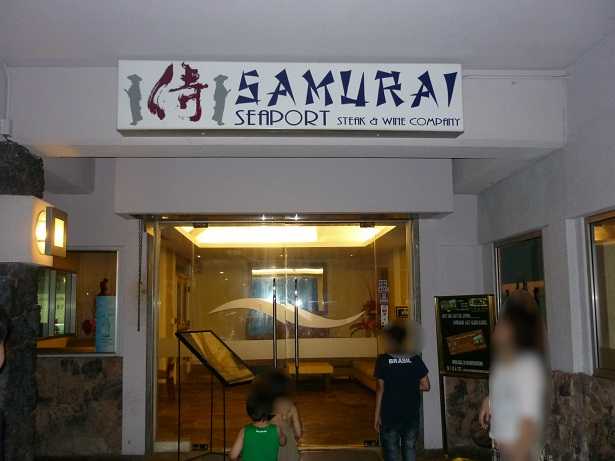 侍 SAMURAI
SEAPORT STEAK & WINE COMPANY
BRASIL